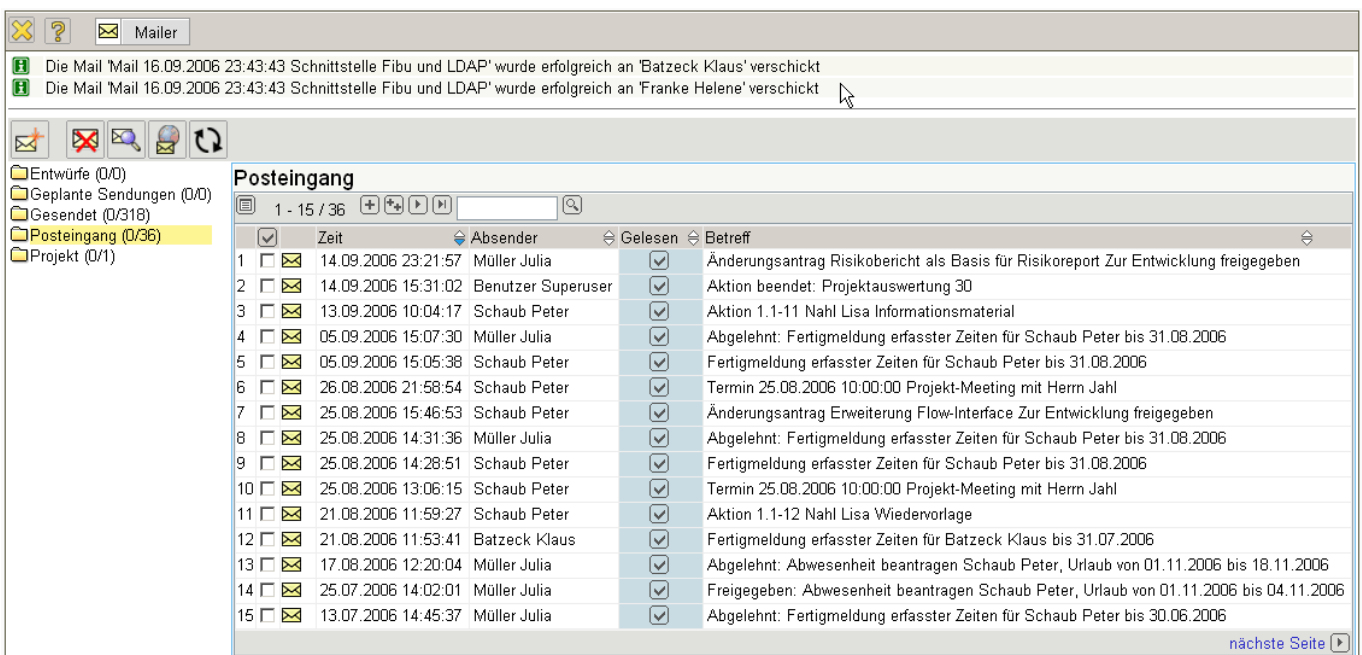 Mailer
Die Mail 'Mail 16.09.2006 23:43:43 Schnittstelle Fibu und LDAP' wurde erfolgreich an 'Batzeck Klaus' verschickt
Die Mail 'Mail 16.09.2006 23:43:43 Schnittstelle Fibu und LDAP' wurde erfolgreich an 'Franke Helene' verschickt
Entwürfe (0/0)
Geplante Sendungen (0/0)
Gesendet (0/318)
Posteingang (0/36)
Projekt (0/1)
Posteingang
1 - 15 / 36
Zeit Absender Gelesen Betreff
1 14.09.2006 23:21:57 Müller Julia Änderungsantrag Risikobericht als Basis für Risikoreport Zur Entwicklung freigegeben
2 14.09.2006 15:31:02 Benutzer Superuser Aktion beendet: Projektauswertung 30
3 13.09.2006 10:04:17 Schaub Peter Aktion 1.1-11 Nahl Lisa Informationsmaterial
4 05.09.2006 15:07:30 Müller Julia Abgelehnt: Fertigmeldung erfasster Zeiten für Schaub Peter bis 31.08.2006
5 05.09.2006 15:05:38 Schaub Peter Fertigmeldung erfasster Zeiten für Schaub Peter bis 31.08.2006
6 26.08.2006 21:58:54 Schaub Peter Termin 25.08.2006 10:00:00 Projekt-Meeting mit Herrn Jahl
7 25.08.2006 15:46:53 Schaub Peter Änderungsantrag Erweiterung Flow-Interface Zur Entwicklung freigegeben
8 25.08.2006 14:31:36 Müller Julia Abgelehnt: Fertigmeldung erfasster Zeiten für Schaub Peter bis 31.08.2006
9 25.08.2006 14:28:51 Schaub Peter Fertigmeldung erfasster Zeiten für Schaub Peter bis 31.08.2006
10 25.08.2006 13:06:15 Schaub Peter Termin 25.08.2006 10:00:00 Projekt-Meeting mit Herrn Jahl
11 21.08.2006 11:59:27 Schaub Peter Aktion 1.1-12 Nahl Lisa Wiedervorlage
12 21.08.2006 11:53:41 Batzeck Klaus Fertigmeldung erfasster Zeiten für Batzeck Klaus bis 31.07.2006
13 17.08.2006 12:20:04 Müller Julia Abgelehnt: Abwesenheit beantragen Schaub Peter, Urlaub von 01.11.2006 bis 18.11.2006
14 25.07.2006 14:02:01 Müller Julia Freigegeben: Abwesenheit beantragen Schaub Peter, Urlaub von 01.11.2006 bis 04.11.2006
15 13.07.2006 14:45:37 Müller Julia Abgelehnt: Fertigmeldung erfasster Zeiten für Schaub Peter bis 30.06.2006
nächste Seite